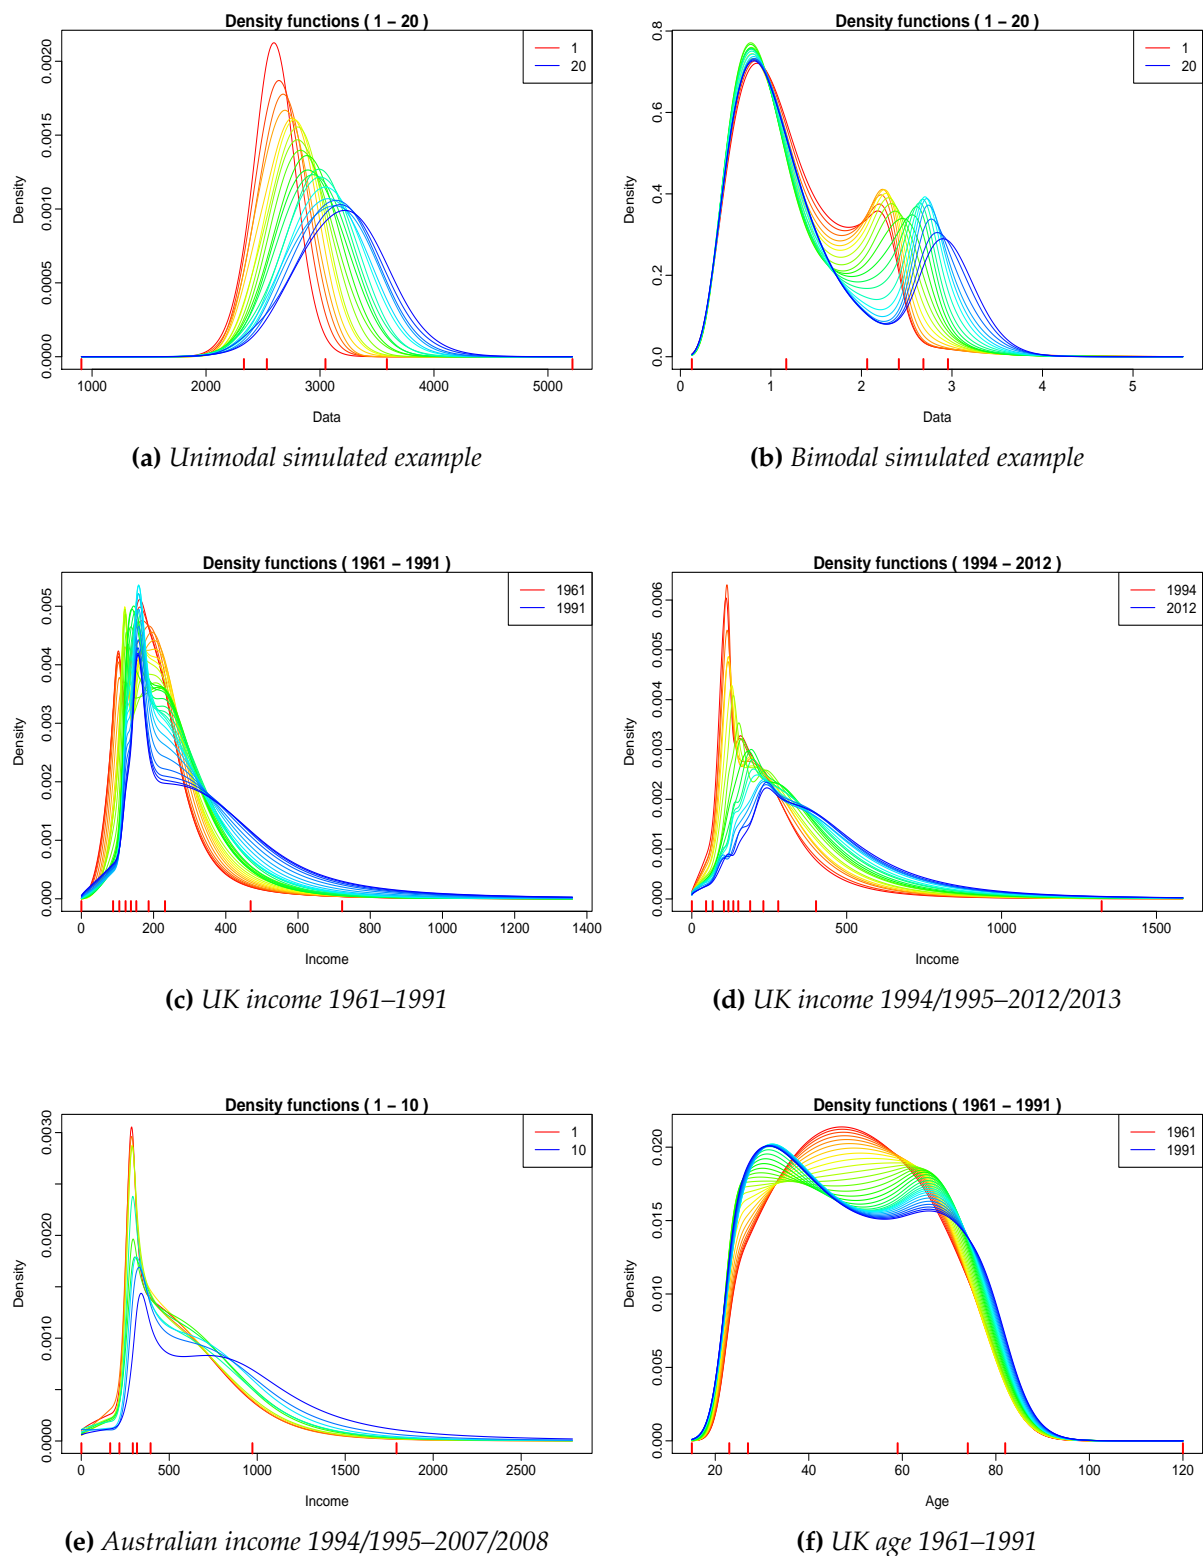 Density functions ( 1 − 20 )
1
20
Density
0.0000 0.0005 0.0010 0.0015 0.0020
1000 2000 3000 4000 5000
Data
(a) Unimodal simulated example
Density functions ( 1 − 20 )
1
20
Density
0.0 0.2 0.4 0.6 0.8
0 1 2 3 4 5
Data
(b) Bimodal simulated example
Density functions ( 1961 − 1991 )
1961
1991
Density
0.000 0.001 0.002 0.003 0.004 0.005
0 200 400 600 800 1000 1200 1400
Income
(c) UK income 1961–1991
Density functions ( 1994 − 2012 )
1994
2012
Density
0.000 0.001 0.002 0.003 0.004 0.005 0.006
0 500 1000 1500
Income
(d) UK income 1994/1995–2012/2013
Density functions ( 1 − 10 )
1
10
Density
0.0000 0.0010 0.0020 0.0030
0 500 1000 1500 2000 2500
Income
(e) Australian income 1994/1995–2007/2008
Density functions ( 1961 − 1991 )
1961
1991
Density
0.000 0.005 0.010 0.015 0.020
20 40 60 80 100 120
Age
(f) UK age 1961–1991